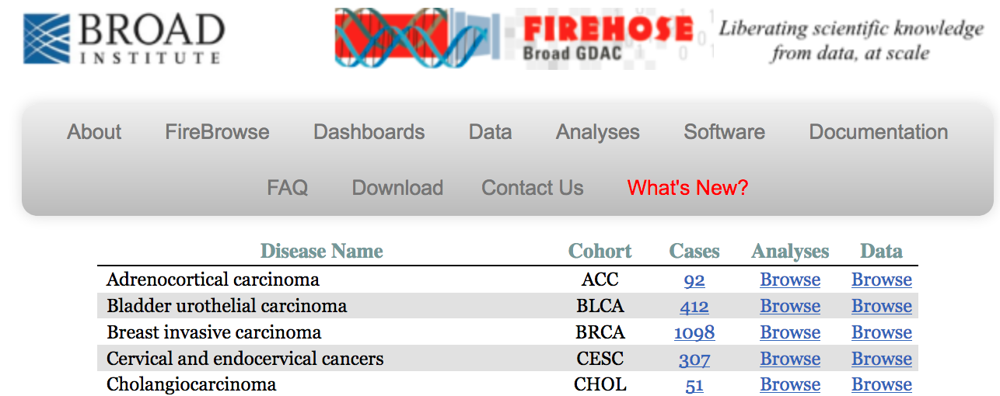 BROAD
INSTITUTE
FIREHOSE
Broad GDAC
Liberating scientific knowledge
from data, at scale
About FireBrowse Dashboards Data Analyses Software Documentation
FAQ Download Contact Us What's New?
Disease Name Cohort Cases Analyses Data
Adrenocortical carcinoma ACC 92 Browse Browse
Bladder urothelial carcinoma BLCA 412 Browse Browse
Breast invasive carcinoma BRCA 1098 Browse Browse
Cervical and endocervical cancers CESC 307 Browse Browse
Cholangiocarcinoma CHOL 51 Browse Browse